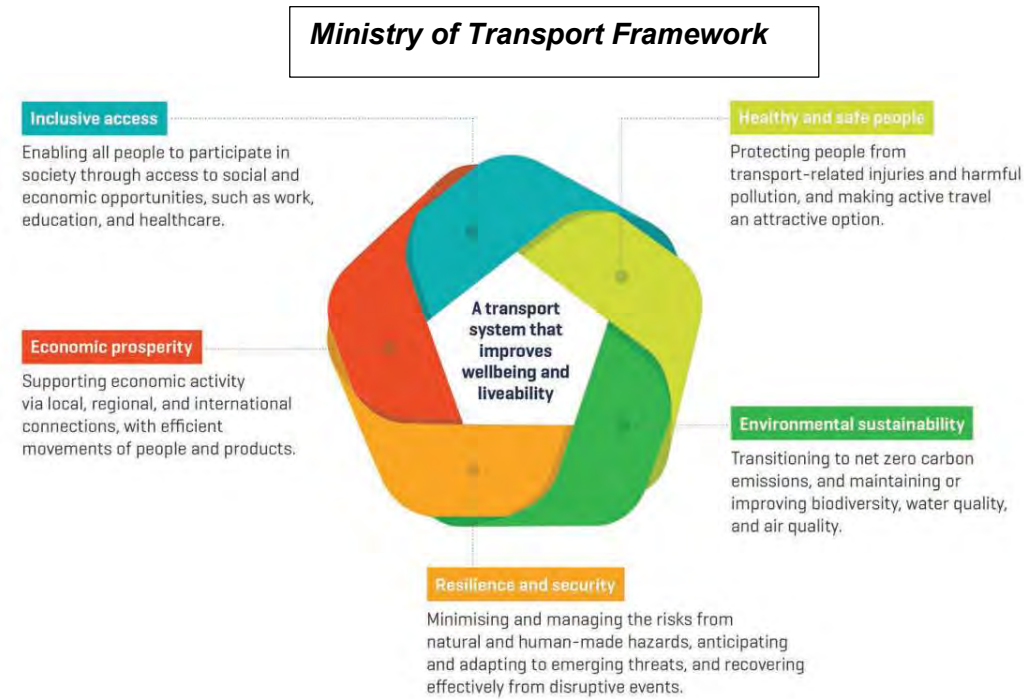 Ministry of Transport Framework
Inclusive access
Enabling all people to participate in
society through access to social and
economic opportunities, such as work,
education, and healthcare.
Healthy and safe people
Protecting people from
transport-related injuries and harmful
pollution, and making active travel
an attractive option.
A transport
system that
improves
wellbeing and
liveability
Economic prosperity
Supporting economic activity
via local, regional, and international
connections, with efficient
movements of people and products.
Environmental sustainability
Transitioning to net zero carbon
emissions, and maintaining or
improving biodiversity, water quality,
and air quality.
Resilience and security
Minimising and managing the risks from
natural and human-made hazards, anticipating
and adapting to emerging threats, and recovering
effectively from disruptive events.